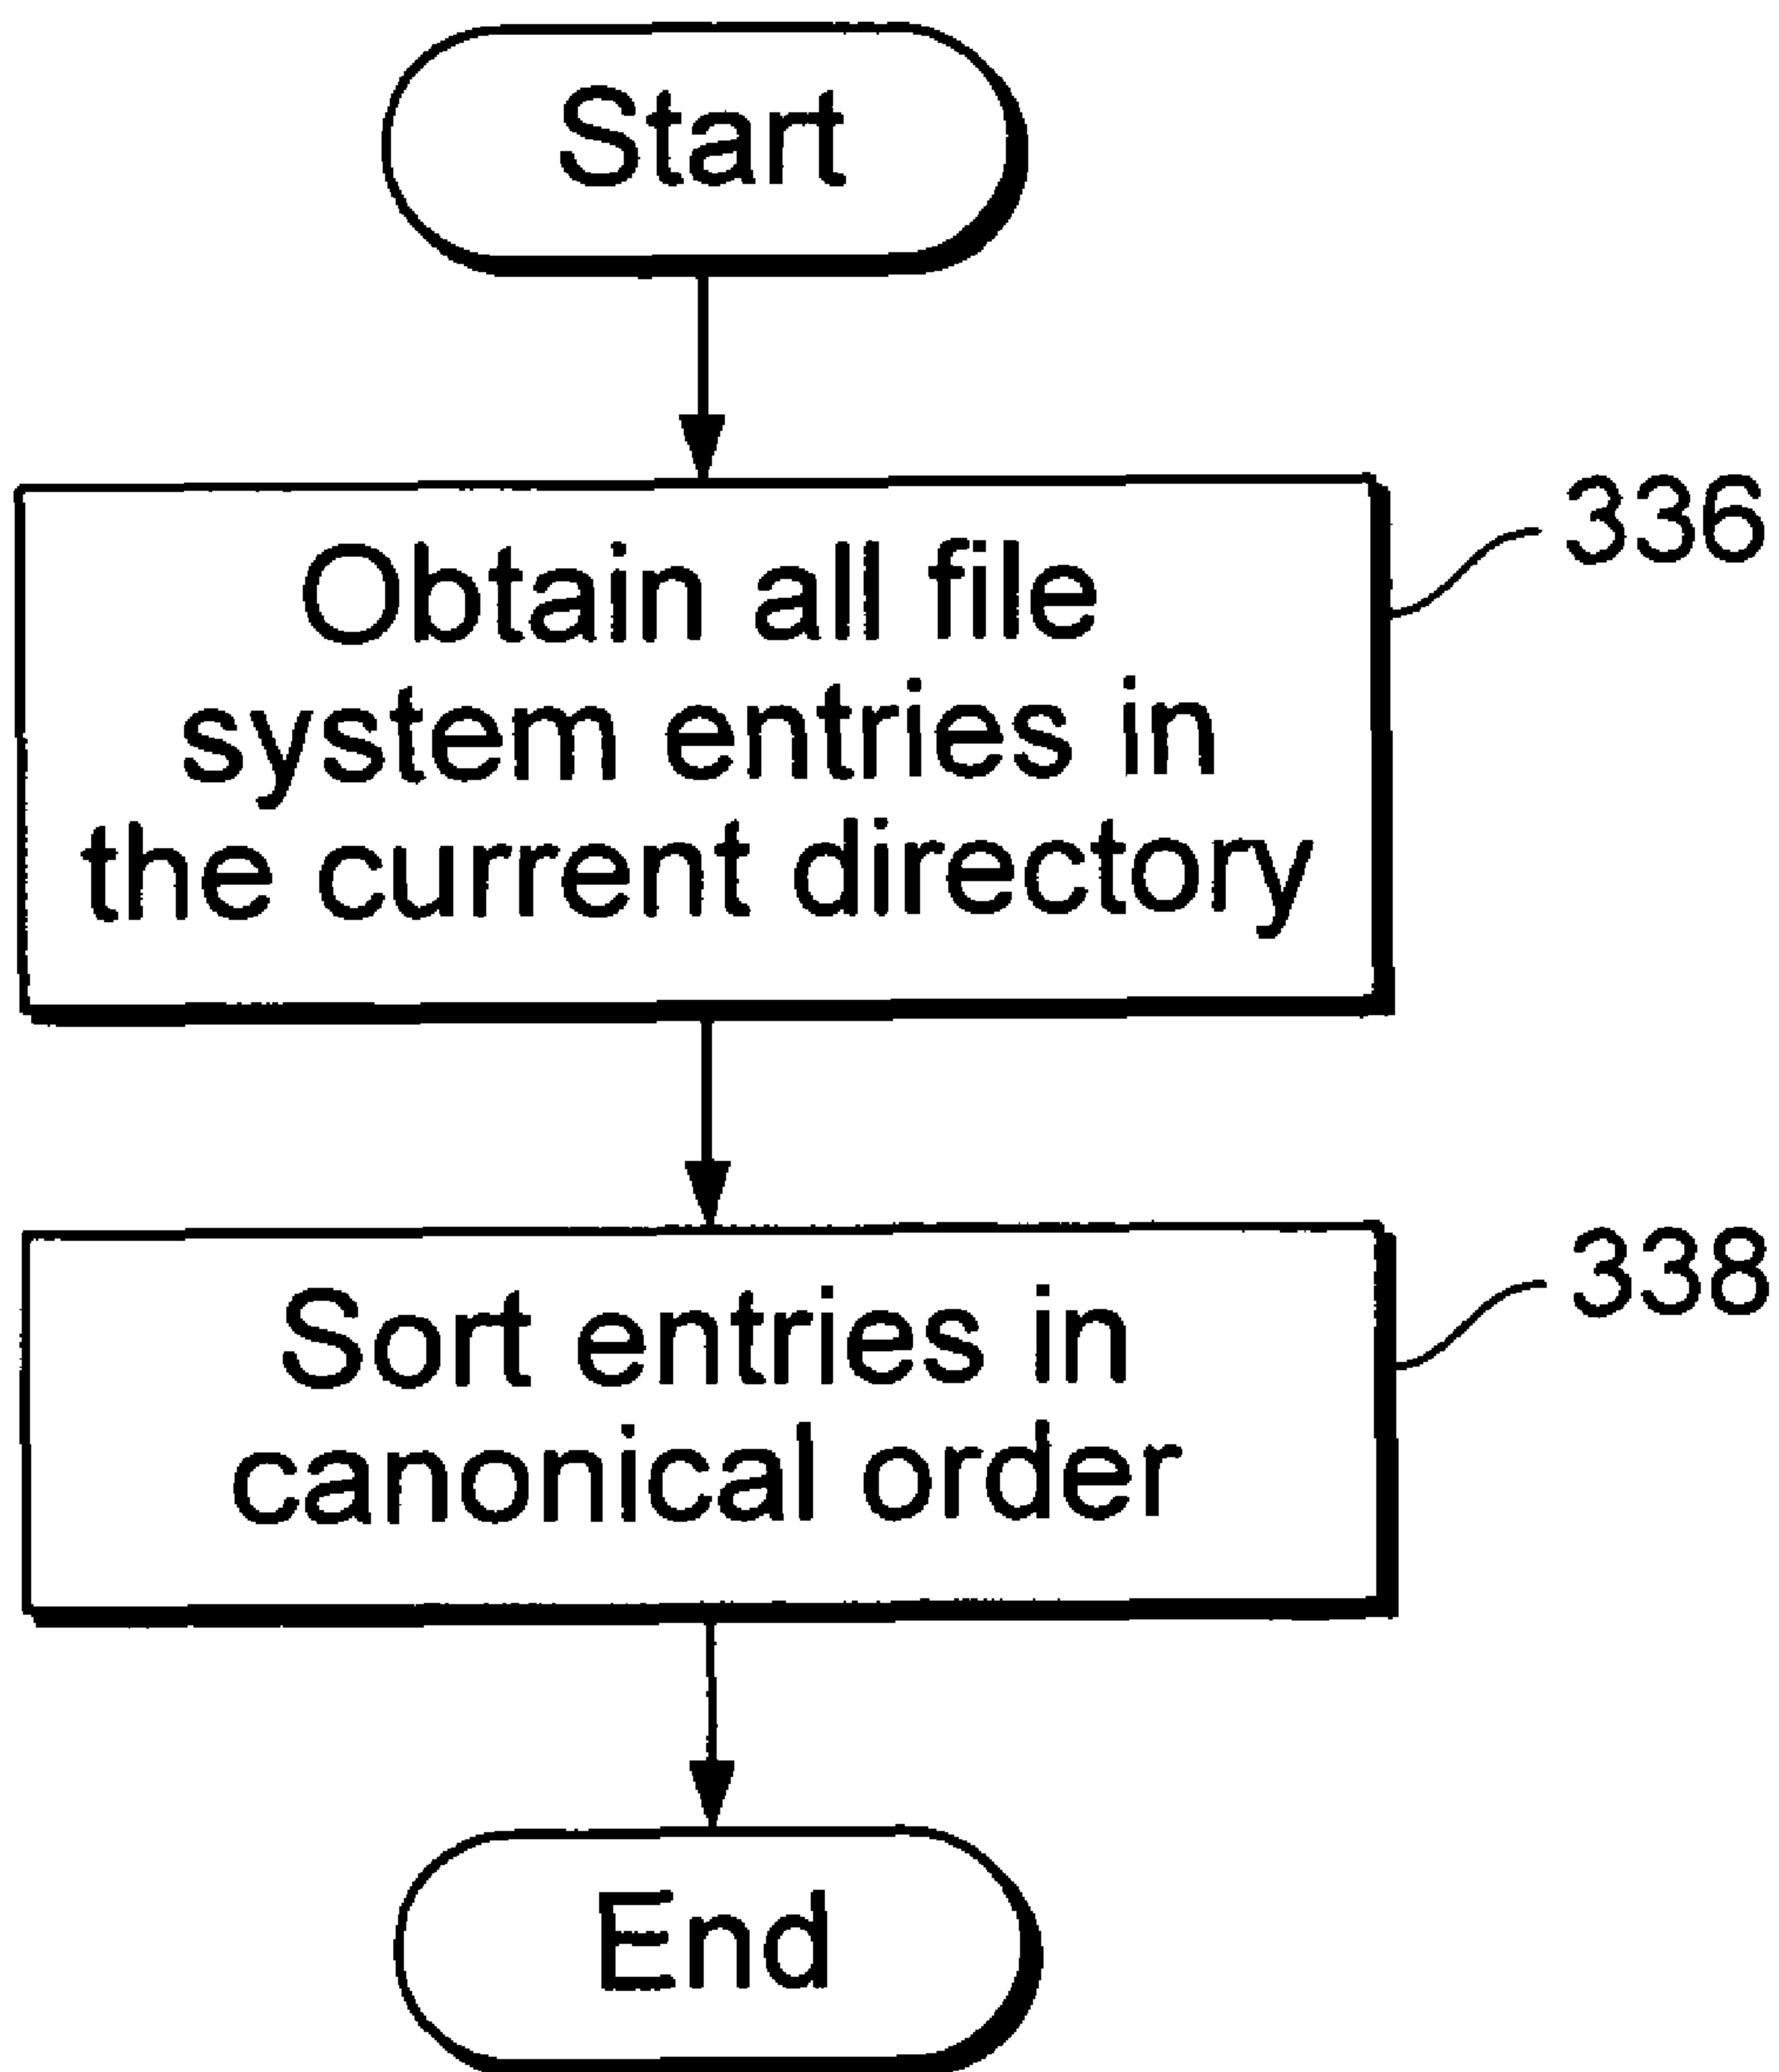 Start
Obtain all file
system entries in
the current directory
336
Sort entries in
canonical order
338
End